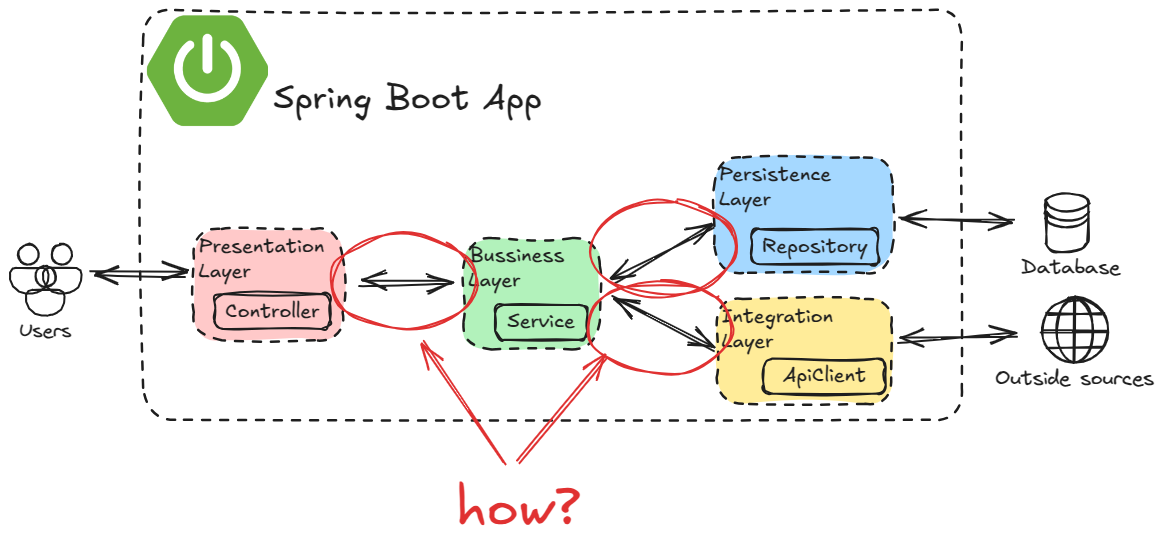 Spring Boot App
Users
Presentation
Layer
Controller
Bussiness
Layer
Service
Persistence
Layer
Repository
Integration
Layer
ApiClient
Database
Outside sources
how?